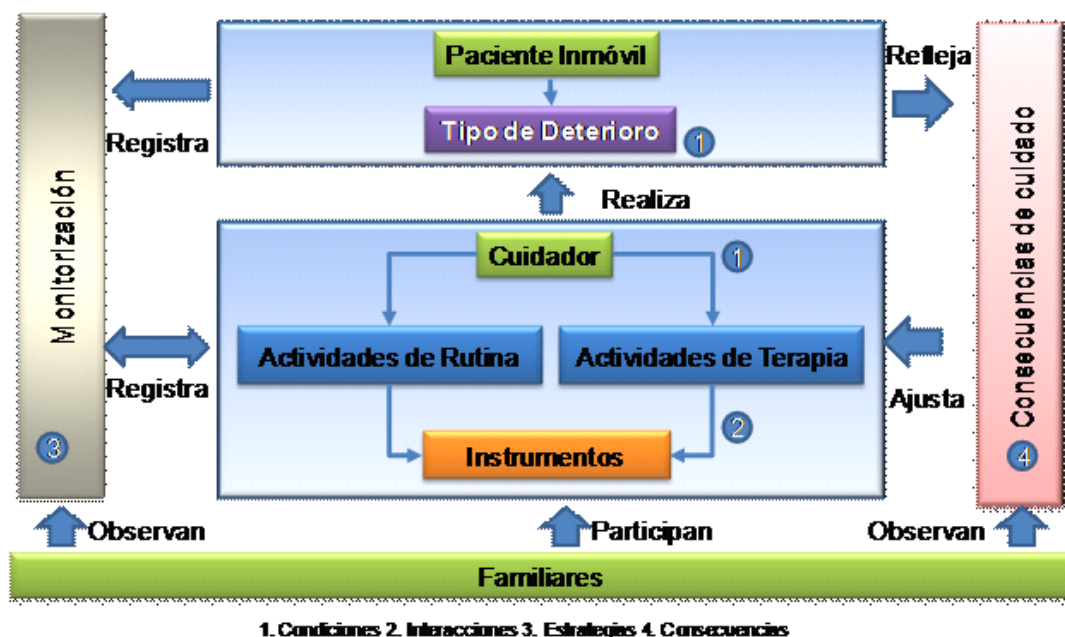 Paciente Inmóvil
Refleja
Registra
Tipo de Deterioro
1
Realiza
Monitorización
Consecuencias de cuidado
Cuidador
1
Actividades de Rutina
Actividades de Terapia
Registra
Ajusta
2
Instrumentos
3
4
Observan
Participan
Observan
Familiares
1. Condiciones 2. Interacciones 3. Estrategias 4. Consecuencias